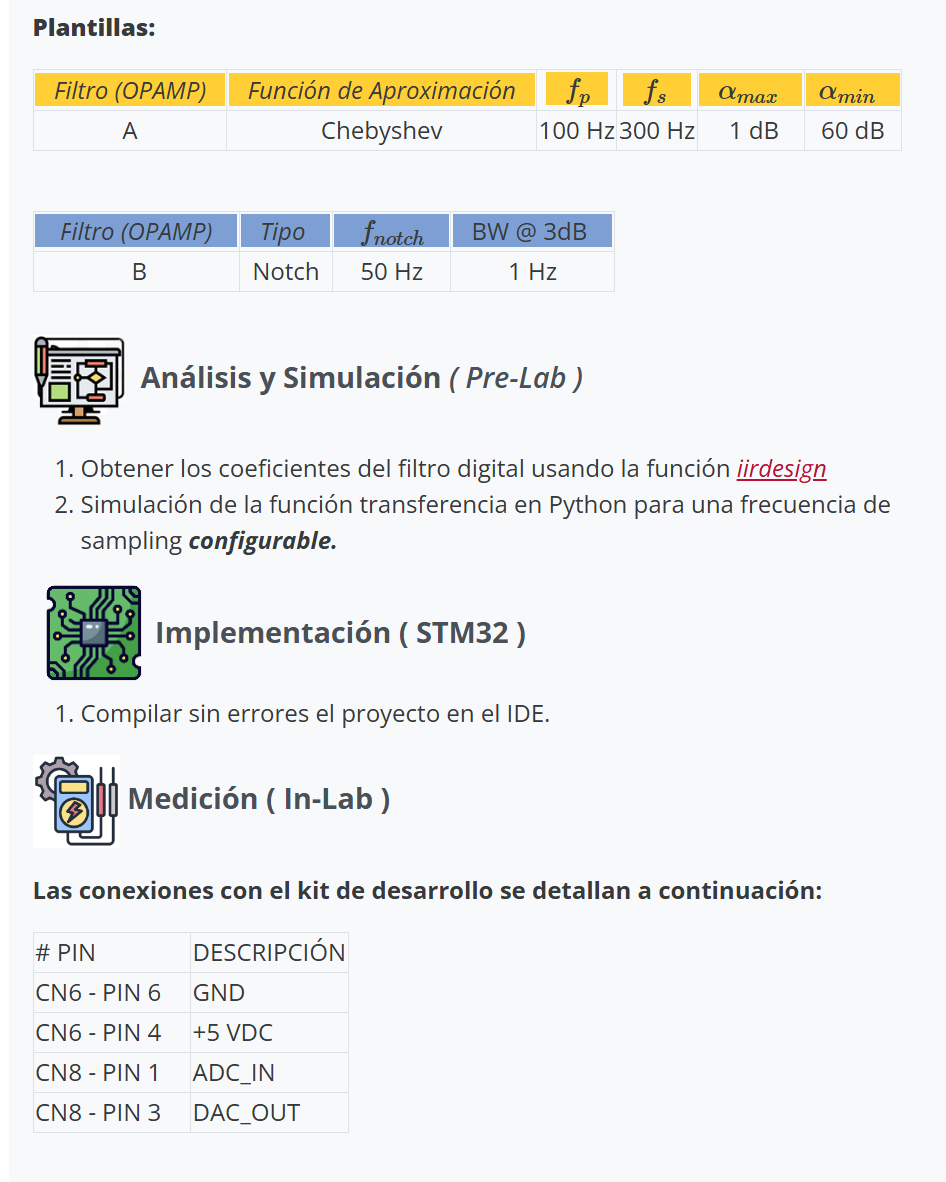 Plantillas:
Filtro (OPAMP) Función de Aproximación fp fs αmax αmin
A Chebyshev 100 Hz 300 Hz 1 dB 60 dB
Filtro (OPAMP) Tipo fnotch BW @ 3dB
B Notch 50 Hz 1 Hz
Análisis y Simulación ( Pre-Lab )
1. Obtener los coeficientes del filtro digital usando la función iirdesign
2. Simulación de la función transferencia en Python para una frecuencia de
sampling configurable.
Implementación ( STM32 )
1. Compilar sin errores el proyecto en el IDE.
Medición ( In-Lab )
Las conexiones con el kit de desarrollo se detallan a continuación:
# PIN DESCRIPCIÓN
CN6 - PIN 6 GND
CN6 - PIN 4 +5 VDC
CN8 - PIN 1 ADC_IN
CN8 - PIN 3 DAC_OUT